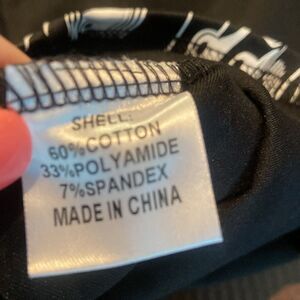 SHELL:
60%COTTON
33%POLYAMIDE
7%SPANDEX
MADE IN CHINA